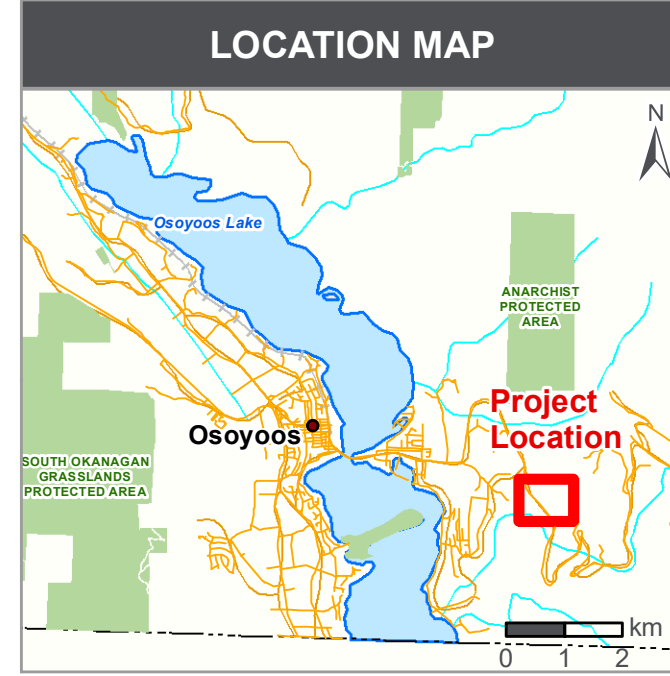 LOCATION MAP
N
Osoyoos Lake
ANARCHIST
PROTECTED
AREA
Project
Location
Osoyoos
SOUTH OKANAGAN
GRASSLANDS
PROTECTED AREA
km
0 1 2